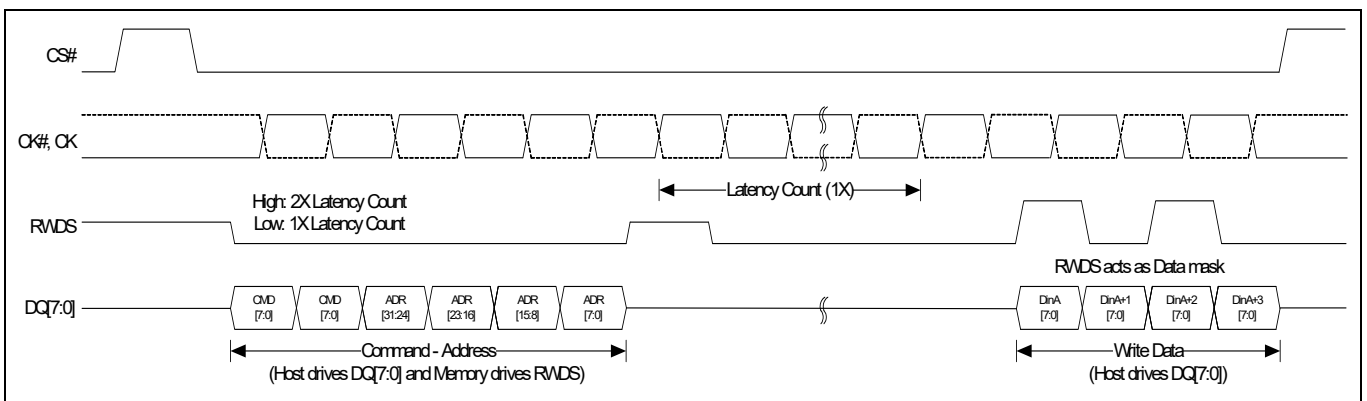 CS#
CK#, CK
Latency Count (1X)
High: 2X Latency Count
Low: 1X Latency Count
RWDS
RWDS acts as Data mask
DQ[7:0]
CMD [7:0] CMD [7:0] ADR [31:24] ADR [23:16] ADR [15:8] ADR [7:0]
DinA [7:0] DinA+1 [7:0] DinA+2 [7:0] DinA+3 [7:0]
Command - Address
(Host drives DQ[7:0] and Memory drives RWDS)
Write Data
(Host drives DQ[7:0])